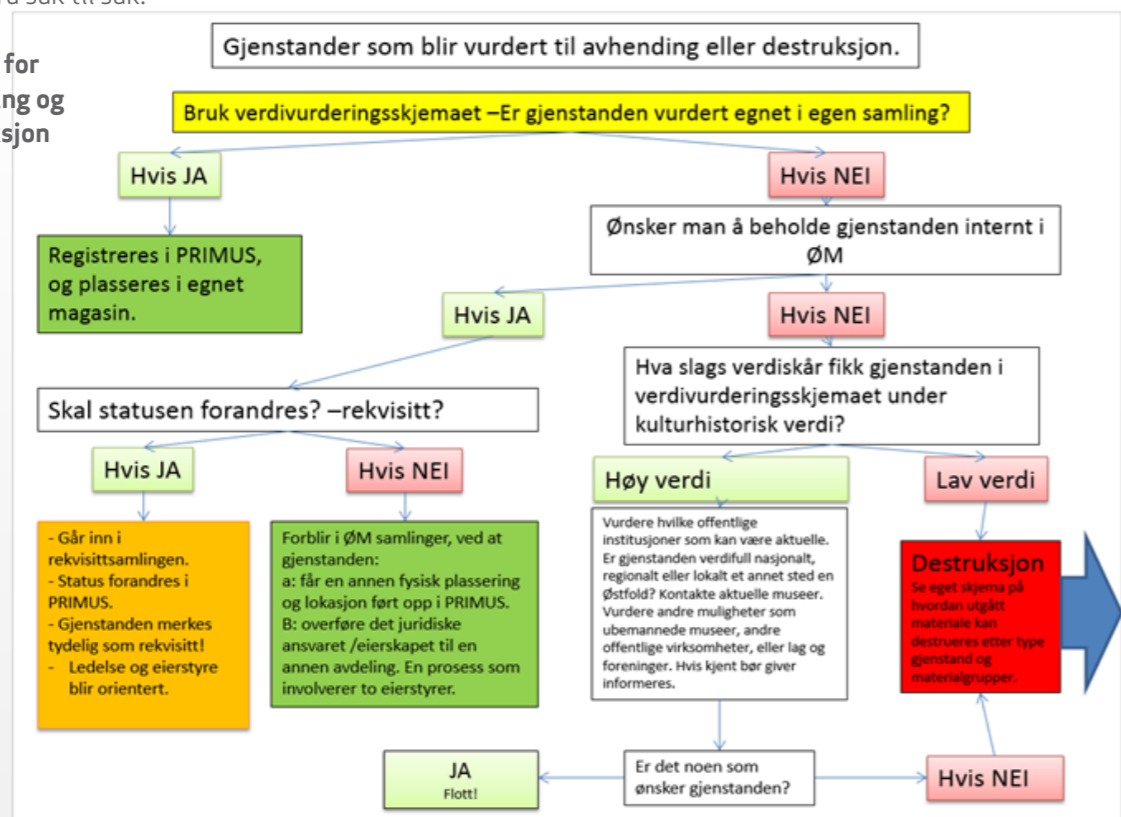 ra sak til sak.
for
ng og
ksjon
Gjenstander som blir vurdert til avhending eller destruksjon.
Bruk verdivurderingsskjemaet –Er gjenstanden vurdert egnet i egen samling?
Hvis JA
Hvis NEI
Registreres i PRIMUS,
og plasseres i egnet
magasin.
Ønsker man å beholde gjenstanden internt i
ØM
Hvis JA
Hvis NEI
Skal statusen forandres? –rekvisitt?
Hva slags verdiskår fikk gjenstanden i
verdivurderingsskjemaet under
kulturhistorisk verdi?
Hvis JA
Hvis NEI
Høy verdi
Lav verdi
- Går inn i
rekvisittsamlingen.
- Status forandres i
PRIMUS.
- Gjenstanden merkes
tydelig som rekvisitt!
- Ledelse og eierstyre
blir orientert.
Forblir i ØM samlinger, ved at
gjenstanden:
a: får en annen fysisk plassering
og lokasjon ført opp i PRIMUS.
B: overføre det juridiske
ansvaret /eierskapet til en
annen avdeling. En prosess som
involverer to eierstyrer.
Vurdere hvilke offentlige
institusjoner som kan være aktuelle.
Er gjenstanden verdifull nasjonalt,
regionalt eller lokalt et annet sted en
Østfold? Kontakte aktuelle museer.
Vurdere andre muligheter som
ubemannede museer, andre
offentlige virksomheter, eller lag og
foreninger. Hvis kjent bør giver
informeres.
Destruksjon
Se eget skjema på
hvordan utgått
materiale kan
destrueres etter type
gjenstand og
materialgrupper.
JA
Flott!
Er det noen som
ønsker gjenstanden?
Hvis NEI